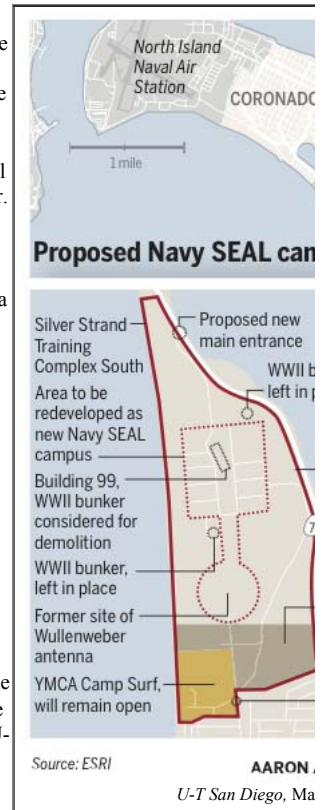 North Island
Naval Air
Station
CORONADO
1 mile
Proposed Navy SEAL cam
Silver Strand
Training
Complex South
Proposed new
main entrance
WWII b
left in p
Area to be
redeveloped as
new Navy SEAL
campus
Building 99,
WWII bunker
considered for
demolition
WWII bunker,
left in place
Former site of
Wullenweber
antenna
YMCA Camp Surf,
will remain open
7
Source: ESRI
AARON
U-T San Diego, Ma